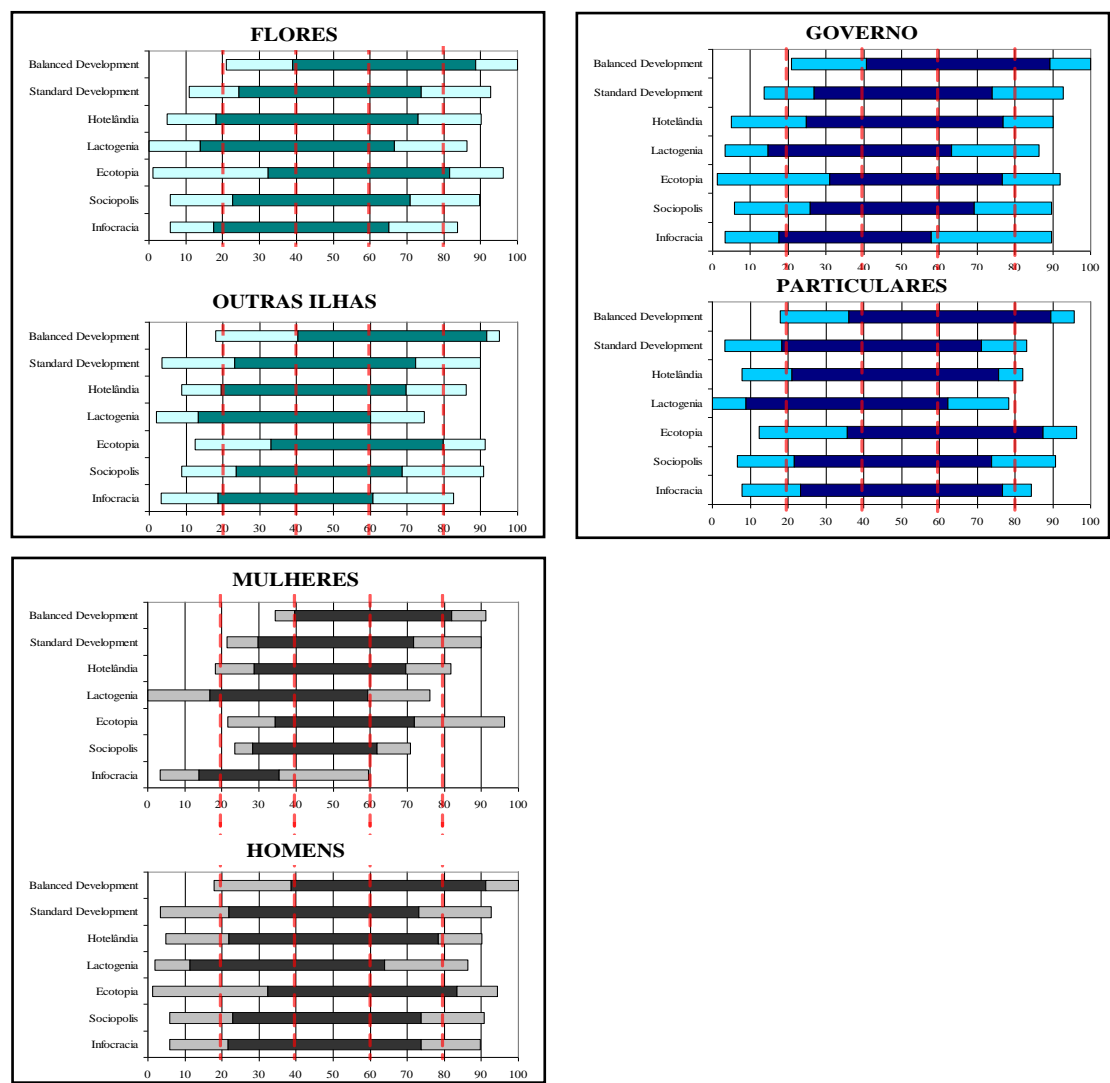 FLORES
Balanced Development
Standard Development
Hotelândia
Lactogenia
Ecotopia
Sociopolis
Infocracia
0 10 20 30 40 50 60 70 80 90 100
OUTRAS ILHAS
Balanced Development
Standard Development
Hotelândia
Lactogenia
Ecotopia
Sociopolis
Infocracia
0 10 20 30 40 50 60 70 80 90 100
GOVERNO
Balanced Development
Standard Development
Hotelândia
Lactogenia
Ecotopia
Sociopolis
Infocracia
0 10 20 30 40 50 60 70 80 90 100
PARTICULARES
Balanced Development
Standard Development
Hotelândia
Lactogenia
Ecotopia
Sociopolis
Infocracia
0 10 20 30 40 50 60 70 80 90 100
MULHERES
Balanced Development
Standard Development
Hotelândia
Lactogenia
Ecotopia
Sociopolis
Infocracia
0 10 20 30 40 50 60 70 80 90 100
HOMENS
Balanced Development
Standard Development
Hotelândia
Lactogenia
Ecotopia
Sociopolis
Infocracia
0 10 20 30 40 50 60 70 80 90 100